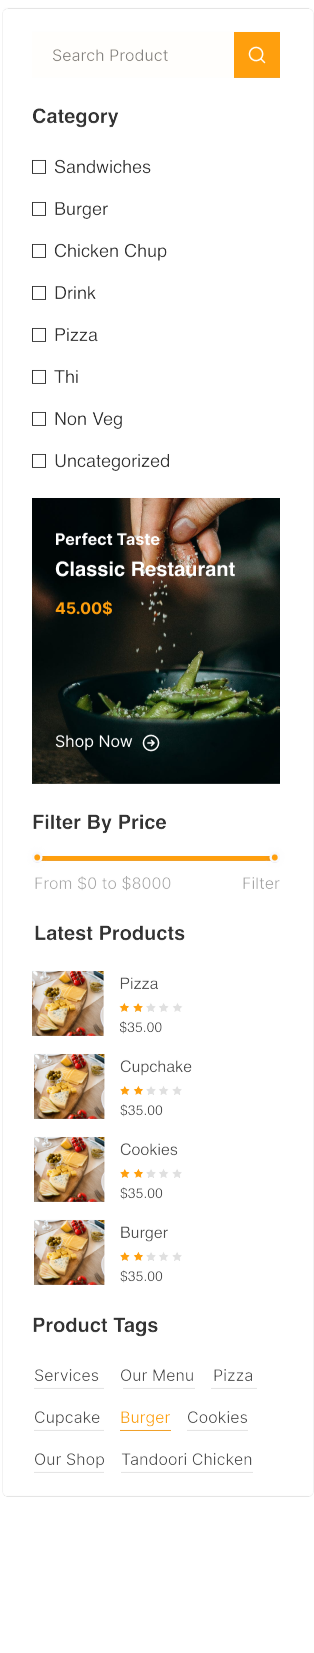 Search Product
Category
Sandwiches
Burger
Chicken Chup
Drink
Pizza
Thi
Non Veg
Uncategorized
Perfect Taste
Classic Restaurant
45.00$
Shop Now
Filter By Price
From $0 to $8000 Filter
Latest Products
Pizza
$35.00
Cupchake
$35.00
Cookies
$35.00
Burger
$35.00
Product Tags
Services Our Menu Pizza
Cupcake Burger Cookies
Our Shop Tandoori Chicken